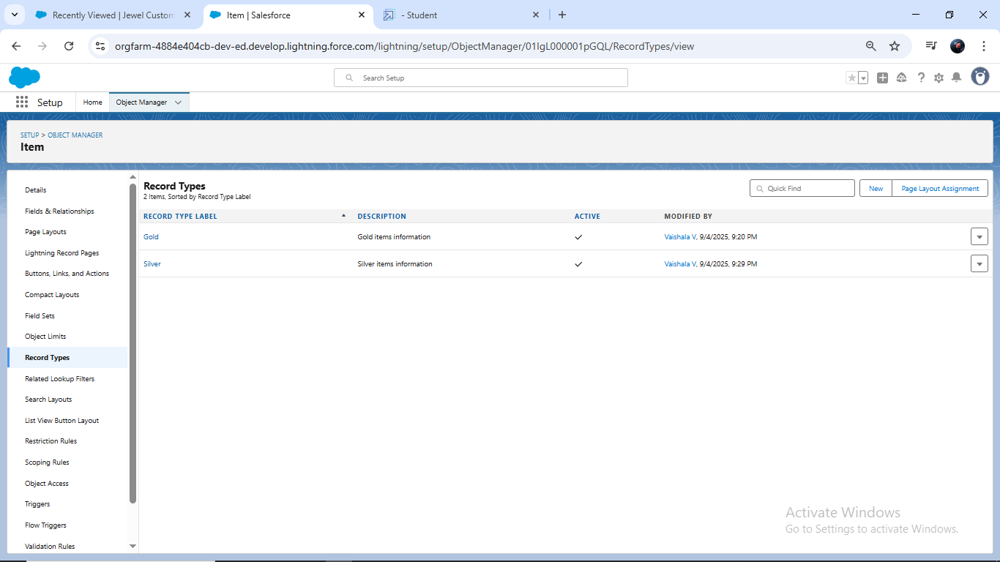 Recently Viewed | Jewel Custom
Item | Salesforce
- Student
orgfarm-4884e404cb-dev-ed.develop.lightning.force.com/lightning/setup/ObjectManager/01IgL000001pGQL/RecordTypes/view
Search Setup
Setup
Home
Object Manager
SETUP > OBJECT MANAGER
Item
Details
Fields & Relationships
Page Layouts
Lightning Record Pages
Buttons, Links, and Actions
Compact Layouts
Field Sets
Object Limits
Record Types
Related Lookup Filters
Search Layouts
List View Button Layout
Restriction Rules
Scoping Rules
Object Access
Triggers
Flow Triggers
Validation Rules
Record Types
2 Items, Sorted by Record Type Label
Quick Find
New
Page Layout Assignment
RECORD TYPE LABEL DESCRIPTION ACTIVE MODIFIED BY
Gold Gold items information Vaishala V, 9/4/2025, 9:20 PM
Silver Silver items information Vaishala V, 9/4/2025, 9:29 PM
Activate Windows
Go to Settings to activate Windows.